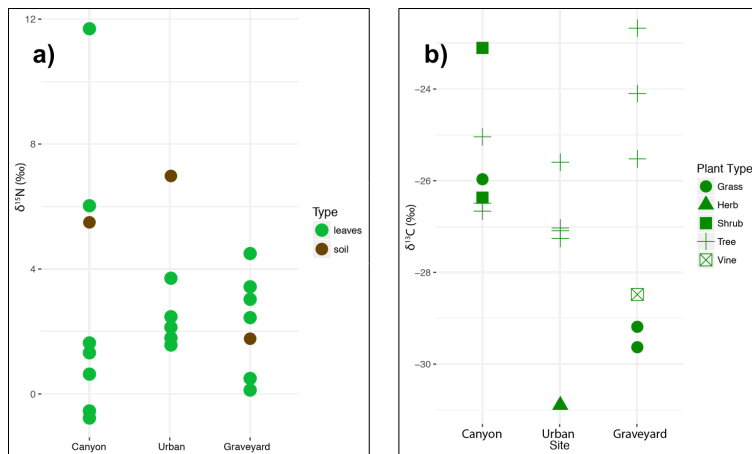 a)
δ¹⁵N (‰)
12
8
4
0
Canyon
Urban
Graveyard
Type
leaves
soil
b)
δ¹³C (‰)
−24
−26
−28
−30
Canyon
Urban
Graveyard
Site
Plant Type
Grass
Herb
Shrub
Tree
Vine